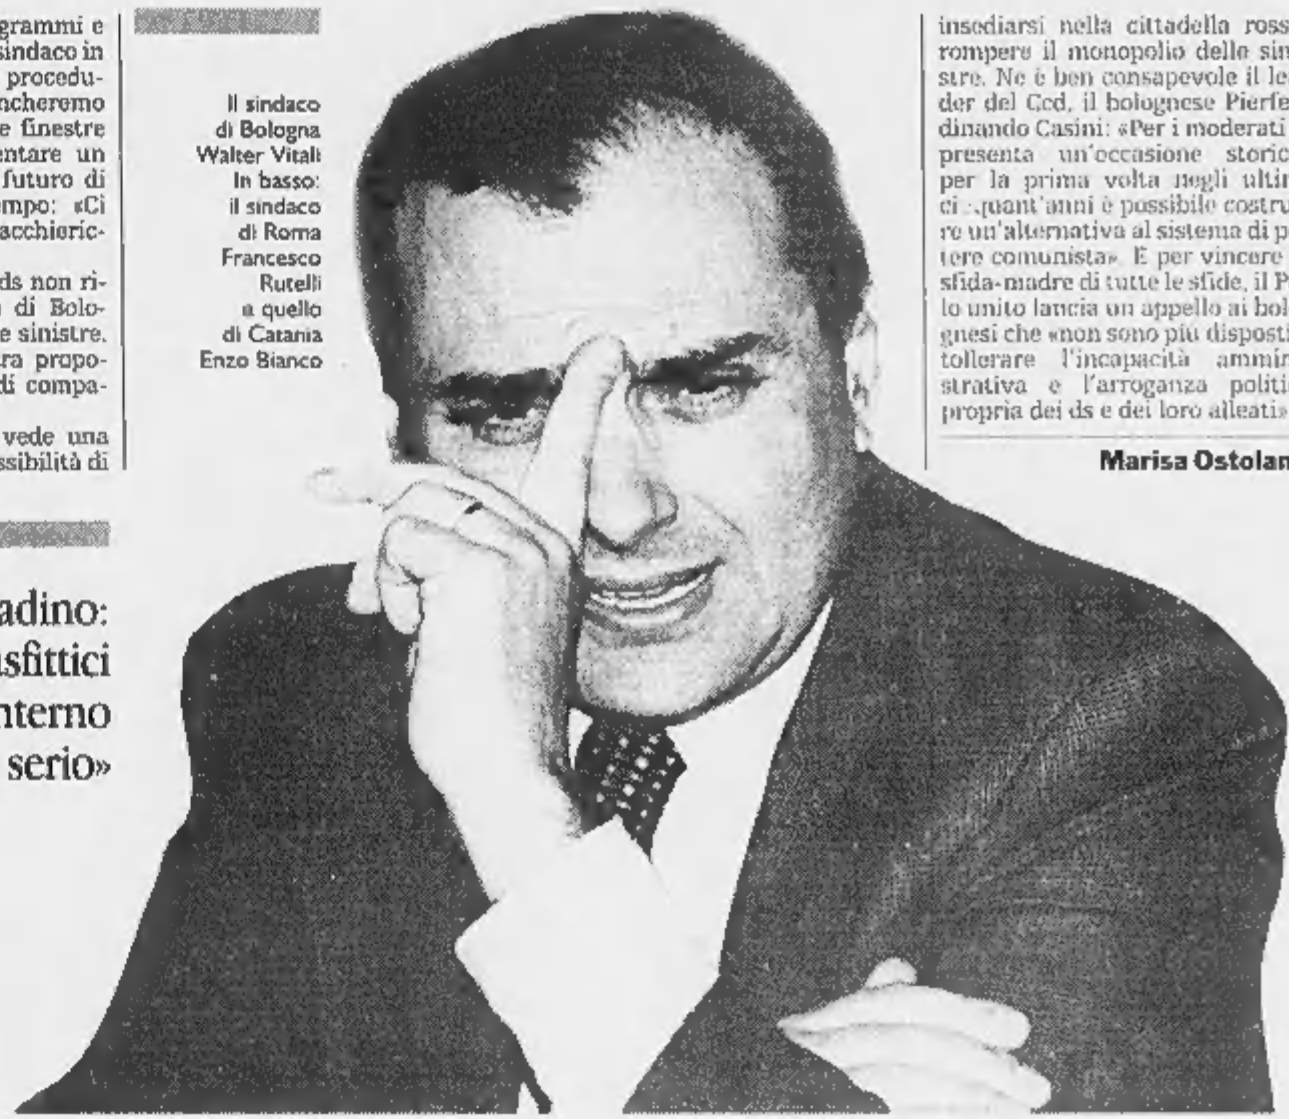 grammi e
sindaco in
procedu-
ncheremo
e finestre
entare un
futuro di
mpo: «Ci
acchieric-
ds non ri-
di Bolo-
e sinistre.
ra propo-
di compa-
vede una
ssibilità di
adino:
sfittici
nterno
serio»
Il sindaco
di Bologna
Walter Vitali
In basso:
il sindaco
di Roma
Francesco
Rutelli
e quello
di Catania
Enzo Bianco
insediarsi nella cittadella ross
rompere il monopolio delle sin
stre. Ne è ben consapevole il le
der del Ccd, il bolognese Pierfe
dinando Casini: «Per i moderati
presenta un'occasione storic
per la prima volta negli ultin
ci quant'anni è possibile costru
re un'alternativa al sistema di p
tere comunista». E per vincere
sfida-madre di tutte le sfide, il P
lo unito lancia un appello ai bol
gnesi che «non sono più disposti
tollerare l'incapacità ammin
strativa e l'arroganza politi
propria dei ds e dei loro alleati»
Marisa Ostolan